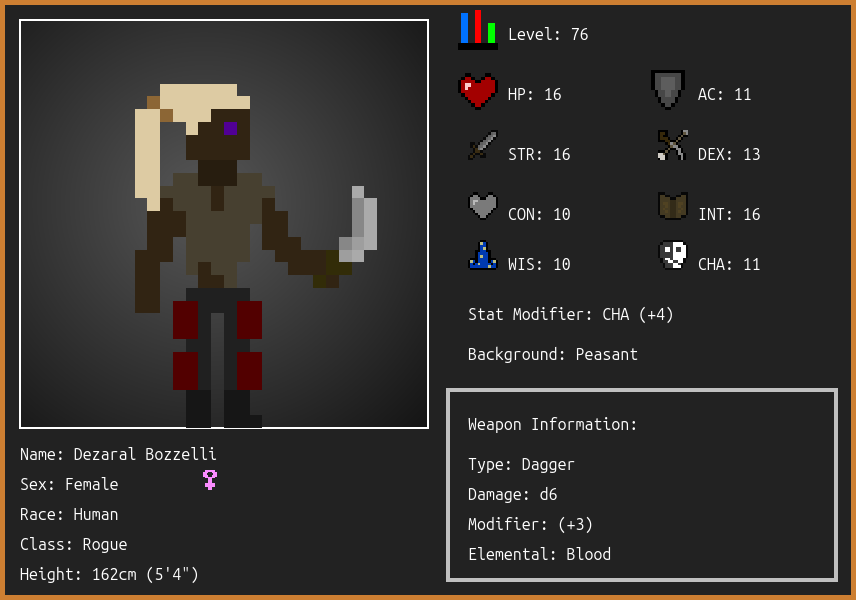 Level: 76
HP: 16
AC: 11
STR: 16
DEX: 13
CON: 10
INT: 16
WIS: 10
CHA: 11
Stat Modifier: CHA (+4)
Background: Peasant
Weapon Information:
Type: Dagger
Damage: d6
Modifier: (+3)
Elemental: Blood
Name: Dezaral Bozzelli
Sex: Female
Race: Human
Class: Rogue
Height: 162cm (5'4")